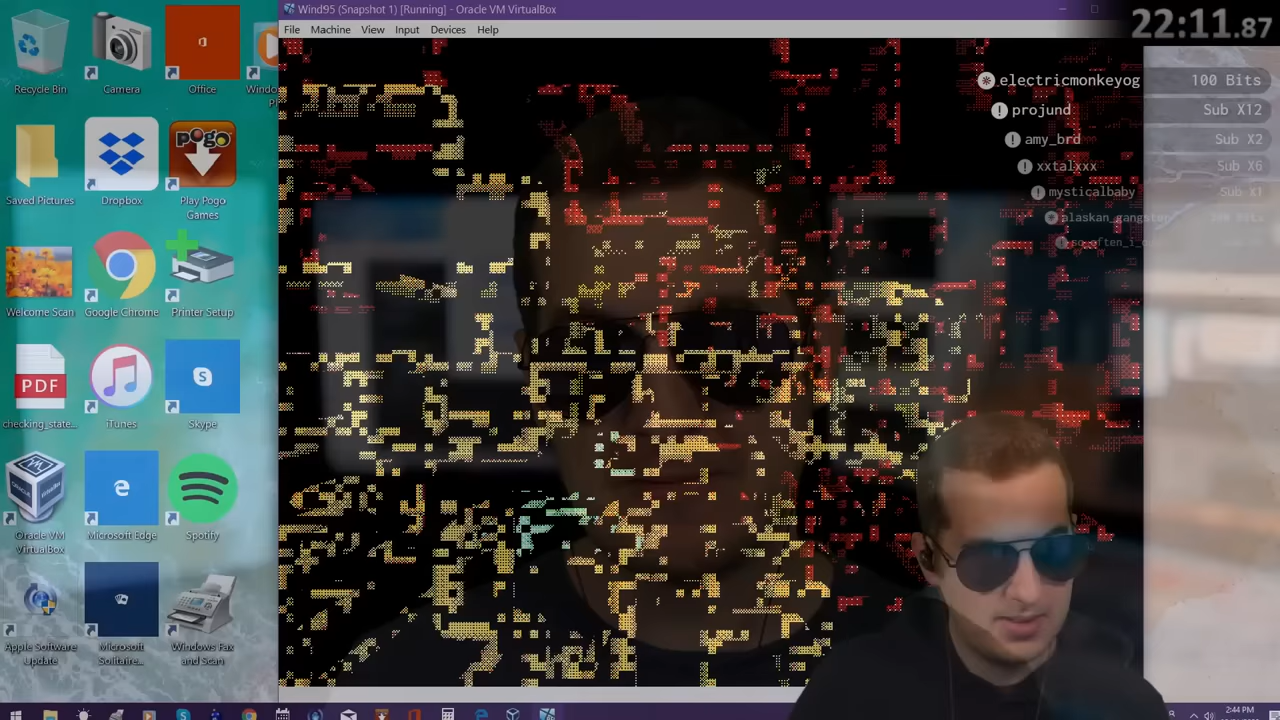 Wind95 (Snapshot 1) [Running] - Oracle VM VirtualBox
File Machine View Input Devices Help
22:11.87
electricmonkeyog 100 Bits
projund Sub X12
amy_brd Sub X2
xxtalxxx Sub X6
mysticalbaby Sub X1
alaskan_gangster Bits
Recycle Bin
Camera
Office
Saved Pictures
Dropbox
pogo
Play Pogo
Games
Welcome Scan
Google Chrome
Printer Setup
PDF
checking_state...
iTunes
Skype
Oracle VM
VirtualBox
Microsoft Edge
Spotify
Apple Software
Update
Microsoft
Solitaire...
Windows Fax
and Scan
2:44 PM